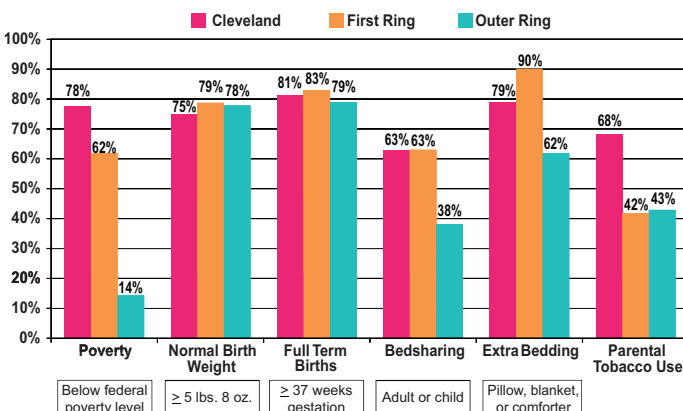 Cleveland First Ring Outer Ring
100%
90%
80%
70%
60%
50%
40%
30%
20%
10%
0%
78%
62%
14%
75%
79%
78%
81%
83%
79%
63%
63%
38%
79%
90%
62%
68%
42%
43%
Poverty
Normal Birth
Weight
Full Term
Births
Bedsharing
Extra Bedding
Parental
Tobacco Use
Below federal
poverty level
≥ 5 lbs. 8 oz.
≥ 37 weeks
gestation
Adult or child
Pillow, blanket,
or comforter